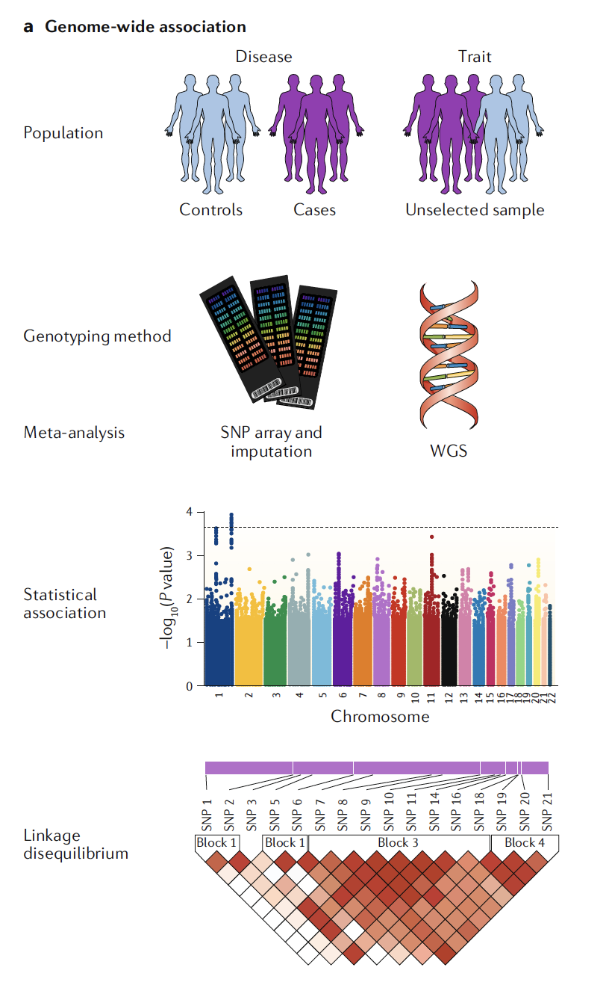 a Genome-wide association
Disease
Trait
Population
Controls
Cases
Unselected sample
Genotyping method
Meta-analysis
SNP array and
imputation
WGS
Statistical
association
−log10(P value)
4
3
2
1
0
1 2 3 4 5 6 7 8 9 10 11 12 13 14 15 16 17 18 19 20 21 22
Chromosome
Linkage
disequilibrium
SNP 1
SNP 2
SNP 3
SNP 5
SNP 6
SNP 7
SNP 8
SNP 9
SNP 10
SNP 11
SNP 14
SNP 16
SNP 18
SNP 19
SNP 20
SNP 21
Block 1
Block 1
Block 3
Block 4